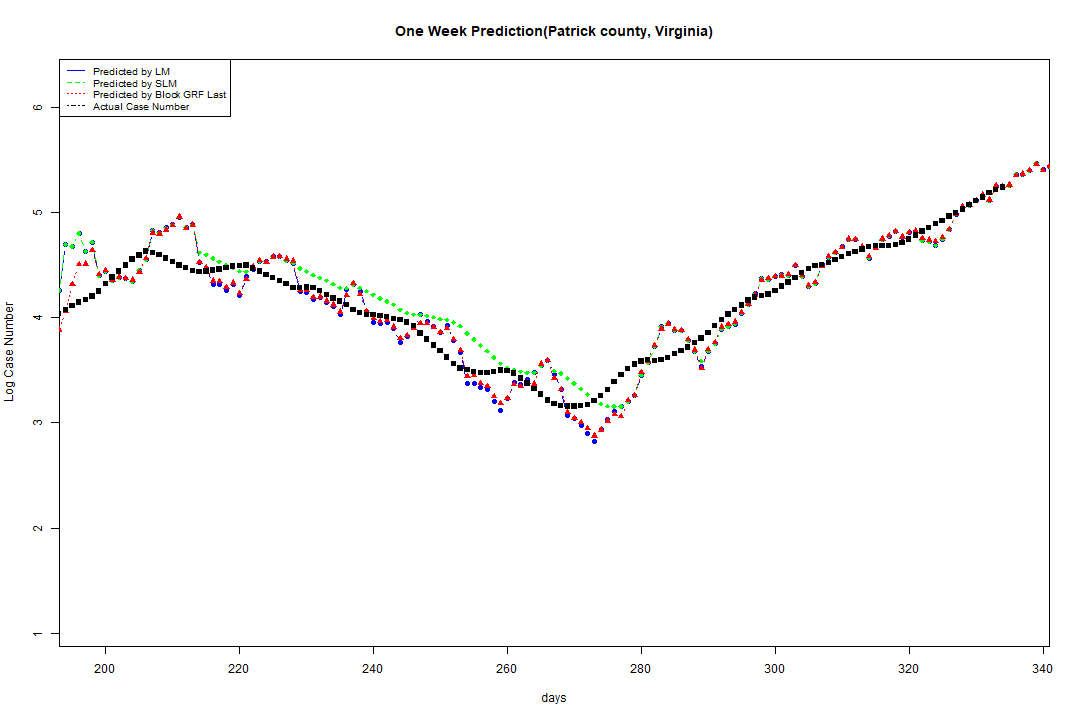 One Week Prediction(Patrick county, Virginia)
Predicted by LM
Predicted by SLM
Predicted by Block GRF Last
Actual Case Number
6
5
4
3
2
1
Log Case Number
200 220 240 260 280 300 320 340
days